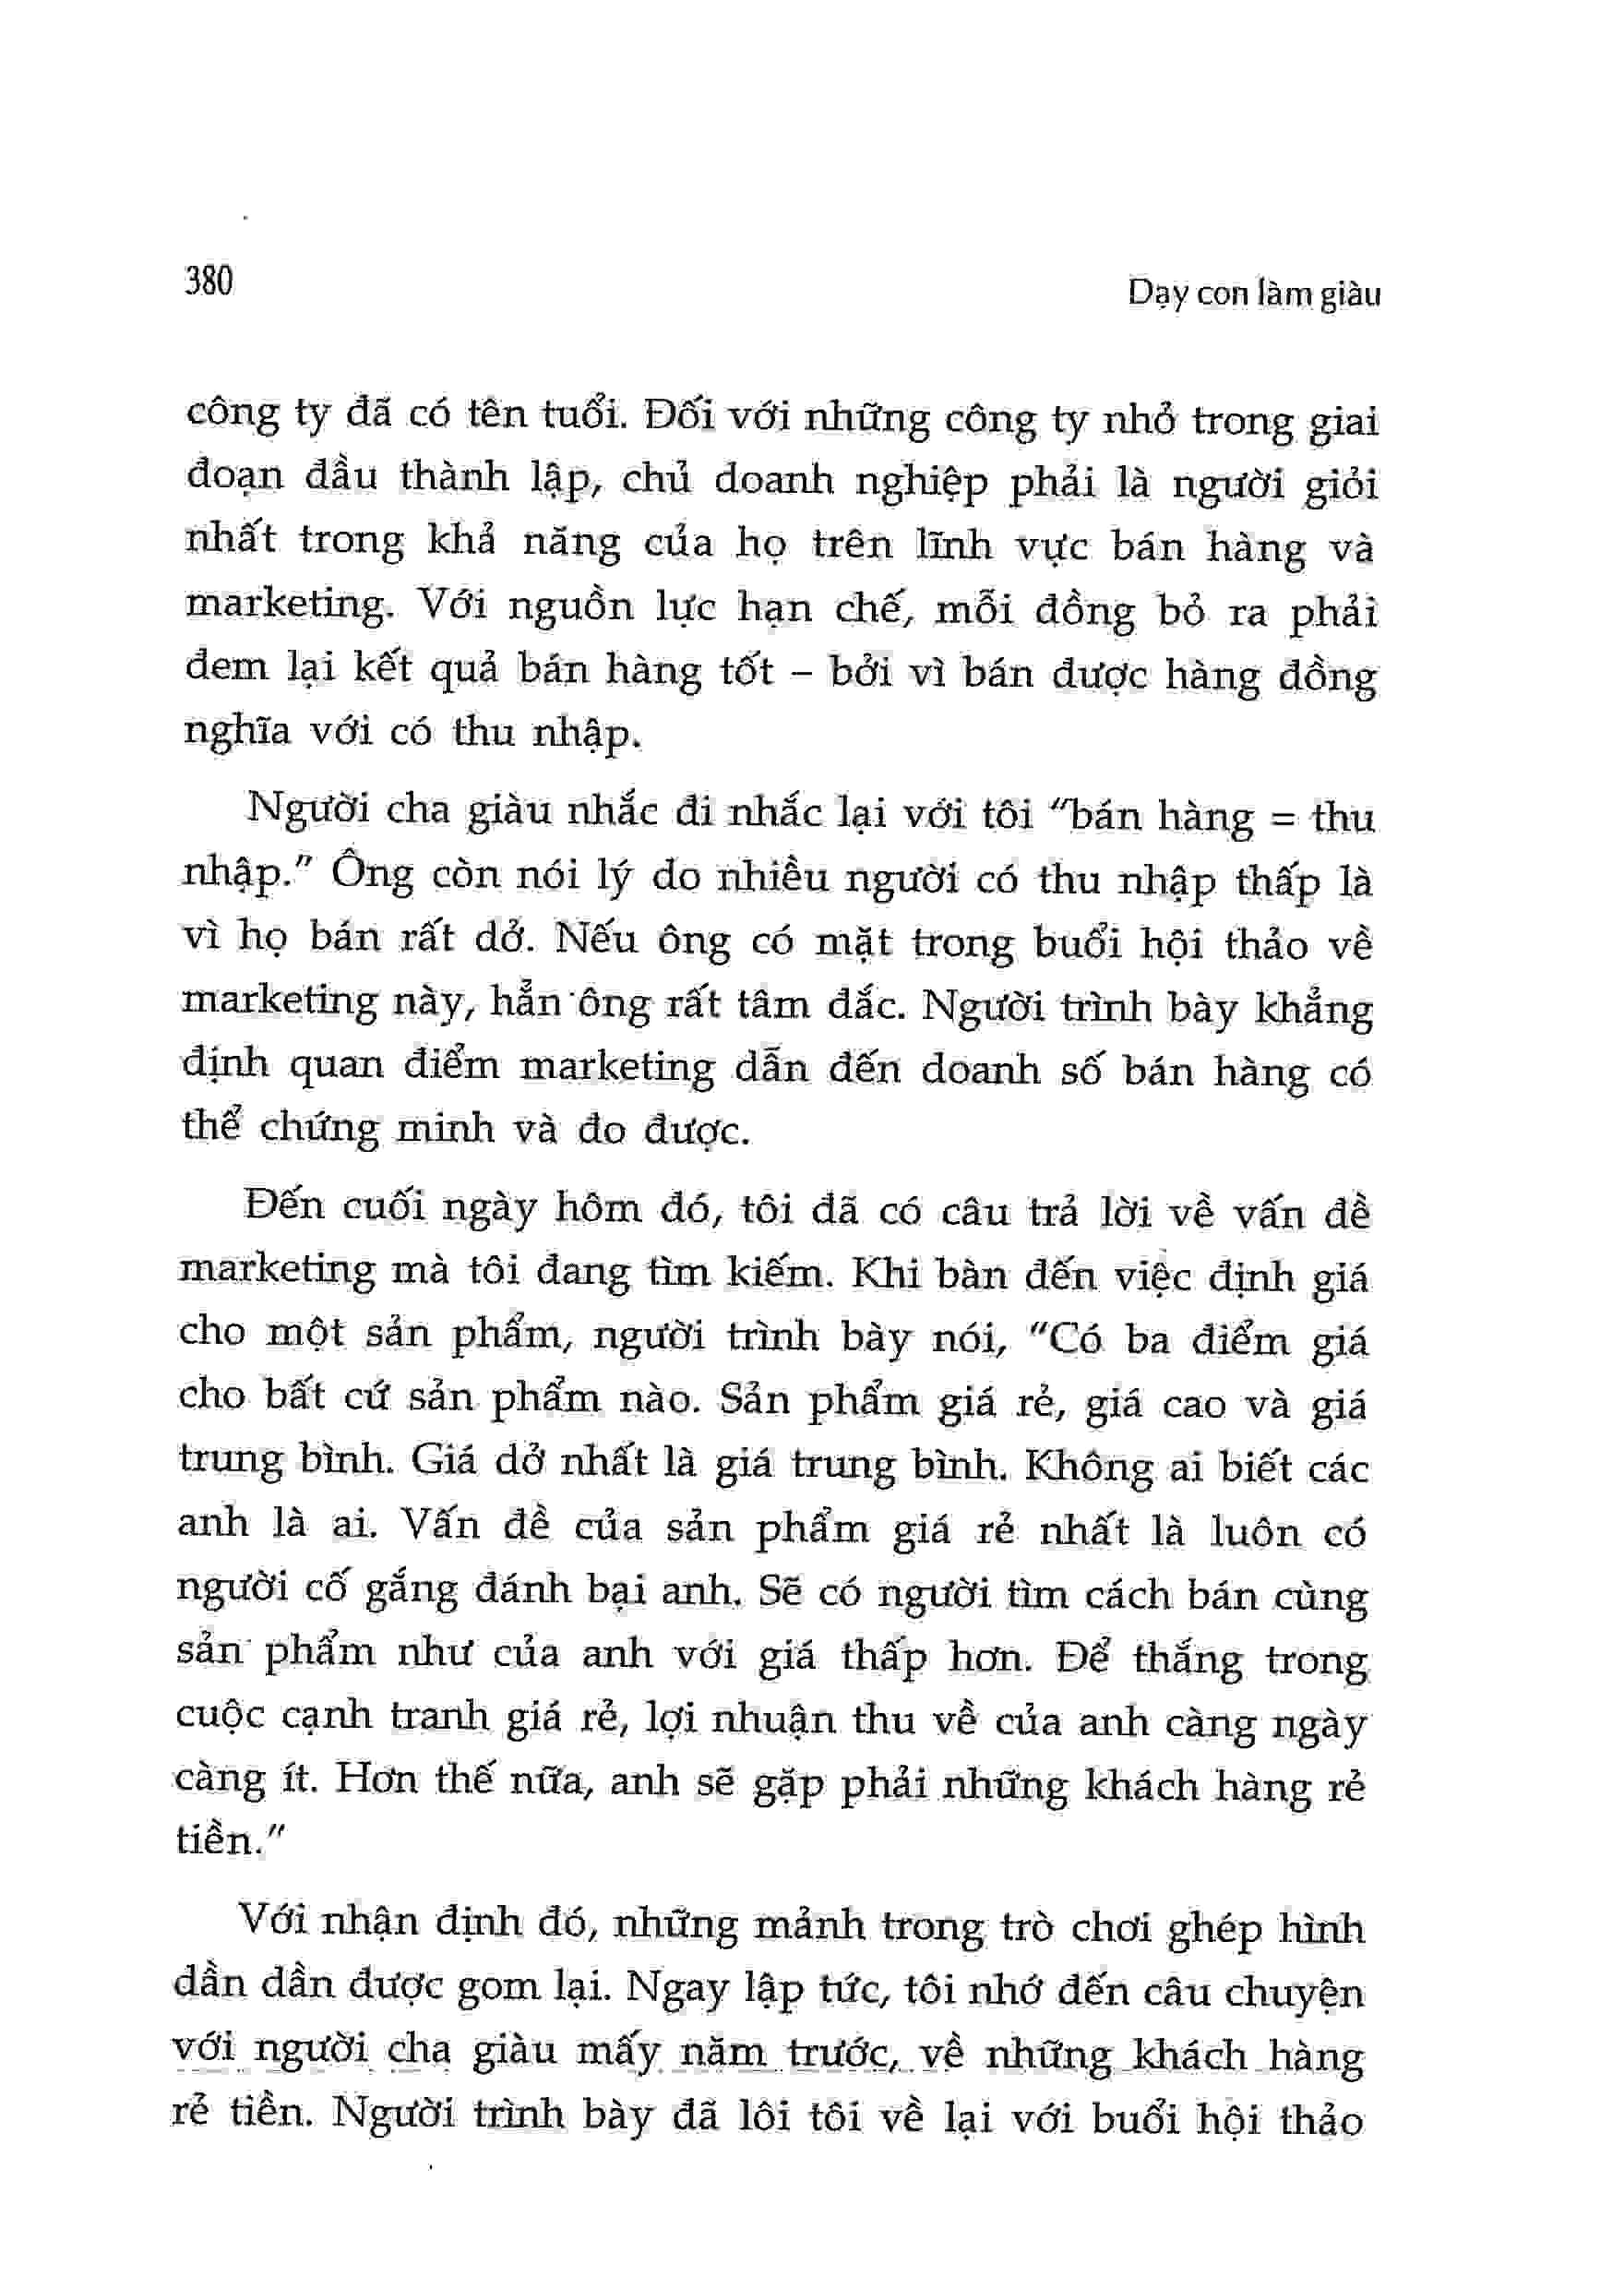 380
Dạy con làm giàu
công ty đã có tên tuổi. Đối với những công ty nhỏ trong giai
đoạn đầu thành lập, chủ doanh nghiệp phải là người giỏi
nhất trong khả năng của họ trên lĩnh vực bán hàng và
marketing. Với nguồn lực hạn chế, mỗi đồng bỏ ra phải
đem lại kết quả bán hàng tốt – bởi vì bán được hàng đồng
nghĩa với có thu nhập.
Người cha giàu nhắc đi nhắc lại với tôi “bán hàng = thu
nhập.” Ông còn nói lý do nhiều người có thu nhập thấp là
vì họ bán rất dở. Nếu ông có mặt trong buổi hội thảo về
marketing này, hẳn ông rất tâm đắc. Người trình bày khẳng
định quan điểm marketing dẫn đến doanh số bán hàng có
thể chứng minh và đo được.
Đến cuối ngày hôm đó, tôi đã có câu trả lời về vấn đề
marketing mà tôi đang tìm kiếm. Khi bàn đến việc định giá
cho một sản phẩm, người trình bày nói, “Có ba điểm giá
cho bất cứ sản phẩm nào. Sản phẩm giá rẻ, giá cao và giá
trung bình. Giá dở nhất là giá trung bình. Không ai biết các
anh là ai. Vấn đề của sản phẩm giá rẻ nhất là luôn có
người cố gắng đánh bại anh. Sẽ có người tìm cách bán cùng
sản phẩm như của anh với giá thấp hơn. Để thắng trong
cuộc cạnh tranh giá rẻ, lợi nhuận thu về của anh càng ngày
càng ít. Hơn thế nữa, anh sẽ gặp phải những khách hàng rẻ
tiền.”
Với nhận định đó, những mảnh trong trò chơi ghép hình
dần dần được gom lại. Ngay lập tức, tôi nhớ đến câu chuyện
với người cha giàu mấy năm trước, về những khách hàng
rẻ tiền. Người trình bày đã lôi tôi về lại với buổi hội thảo